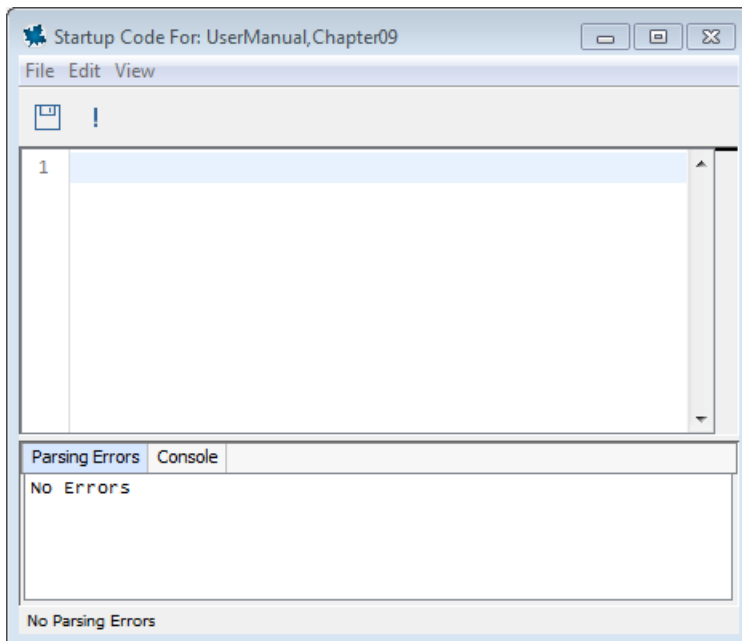 Startup Code For: UserManual,Chapter09
File Edit View
!
1
Parsing Errors Console
No Errors
No Parsing Errors